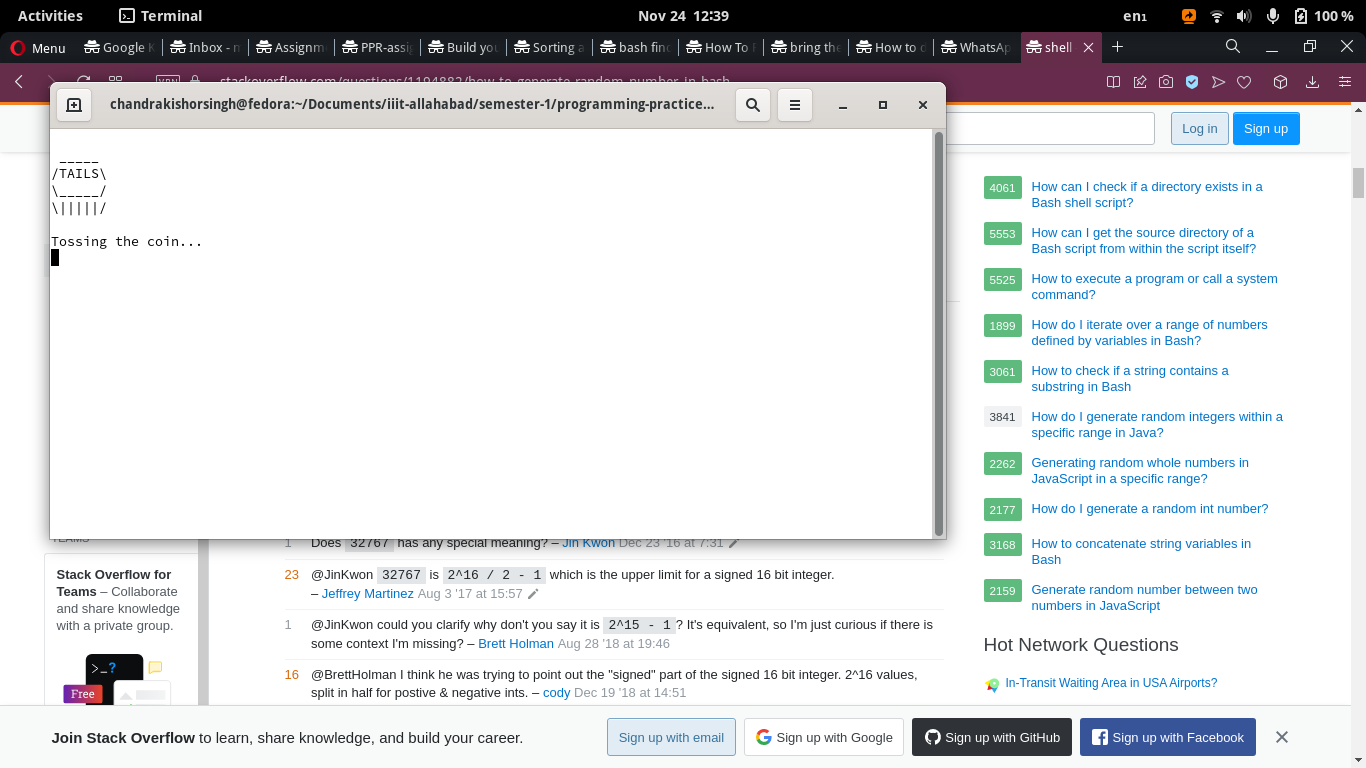 Activities
Terminal
Nov 24 12:39
en₁
100 %
Menu
Google
Inbox - n
Assignm
PPR-assi
Build you
Sorting a
bash find
How To
bring the
How to
WhatsAp
shell
VPN
stackoverflow.com/questions/1194882/how-to-generate-random-number-in-bash
chandrakishorsingh@fedora:~/Documents/iiit-allahabad/semester-1/programming-practice...
_____
/TAILS\
\_____/
\|||||/
Tossing the coin...
Log in
Sign up
4061
How can I check if a directory exists in a
Bash shell script?
5553
How can I get the source directory of a
Bash script from within the script itself?
5525
How to execute a program or call a system
command?
1899
How do I iterate over a range of numbers
defined by variables in Bash?
3061
How to check if a string contains a
substring in Bash
3841
How do I generate random integers within a
specific range in Java?
2262
Generating random whole numbers in
JavaScript in a specific range?
2177
How do I generate a random int number?
3168
How to concatenate string variables in
Bash
2159
Generate random number between two
numbers in JavaScript
Hot Network Questions
In-Transit Waiting Area in USA Airports?
TEAMS
Stack Overflow for
Teams – Collaborate
and share knowledge
with a private group.
>_?
Free
1
Does 32767 has any special meaning? – Jin Kwon Dec 23 '16 at 7:31
23
@JinKwon 32767 is 2^16 / 2 - 1 which is the upper limit for a signed 16 bit integer.
– Jeffrey Martinez Aug 3 '17 at 15:57
1
@JinKwon could you clarify why don't you say it is 2^15 - 1? It's equivalent, so I'm just curious if there is
some context I'm missing? – Brett Holman Aug 28 '18 at 19:46
16
@BrettHolman I think he was trying to point out the "signed" part of the signed 16 bit integer. 2^16 values,
split in half for postive & negative ints. – cody Dec 19 '18 at 14:51
Join Stack Overflow to learn, share knowledge, and build your career.
Sign up with email
Sign up with Google
Sign up with GitHub
Sign up with Facebook